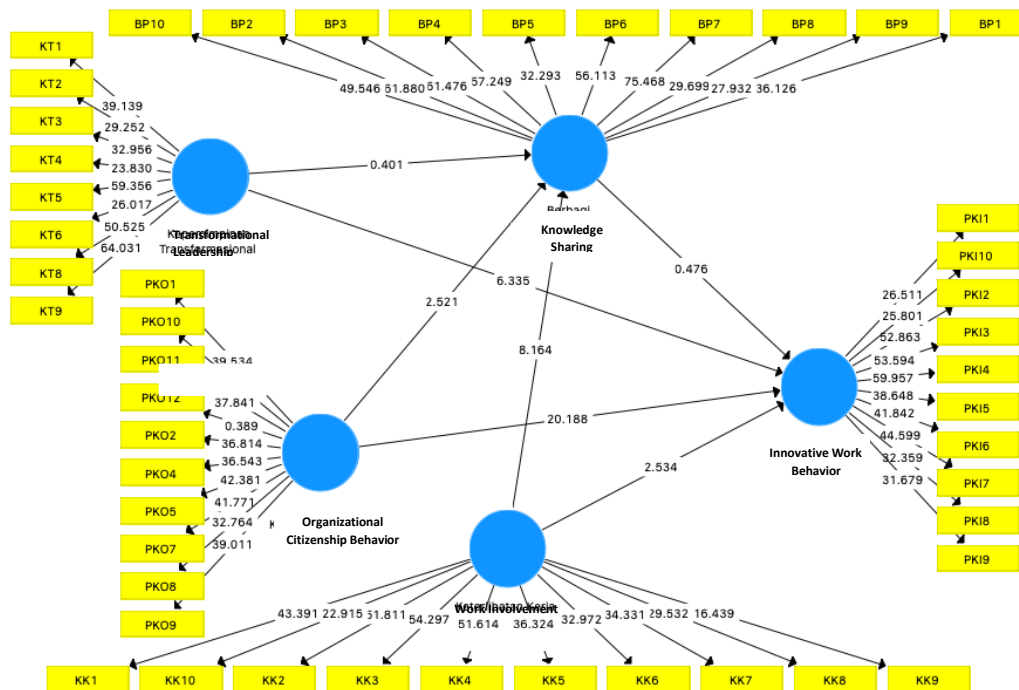 BP10 BP2 BP3 BP4 BP5 BP6 BP7 BP8 BP9 BP1
KT1
KT2
KT3
KT4
KT5
KT6
KT8
KT9
39.139
29.252
32.956
23.830
59.356
26.017
50.525
64.031
49.546 51.880 51.476 57.249 32.293 56.113 75.468 29.699 27.932 36.126
0.401
Transformational
Leadership
Transformasional
Berbagi
Knowledge
Sharing
2.521
6.335
0.476
8.164
20.188
2.534
PKO1
PKO10
PKO11
PKO12
PKO2
PKO4
PKO5
PKO7
PKO8
PKO9
39.534
37.841
0.389
36.814
36.543
42.381
41.771
32.764
39.011
Organizational
Citizenship Behavior
PKI1
PKI10
PKI2
PKI3
PKI4
PKI5
PKI6
PKI7
PKI8
PKI9
26.511
25.801
52.863
53.594
59.957
38.648
41.842
44.599
32.359
31.679
Innovative Work
Behavior
Work Involvement
43.391 22.915 51.811 54.297 51.614 36.324 32.972 34.331 29.532 16.439
KK1 KK10 KK2 KK3 KK4 KK5 KK6 KK7 KK8 KK9